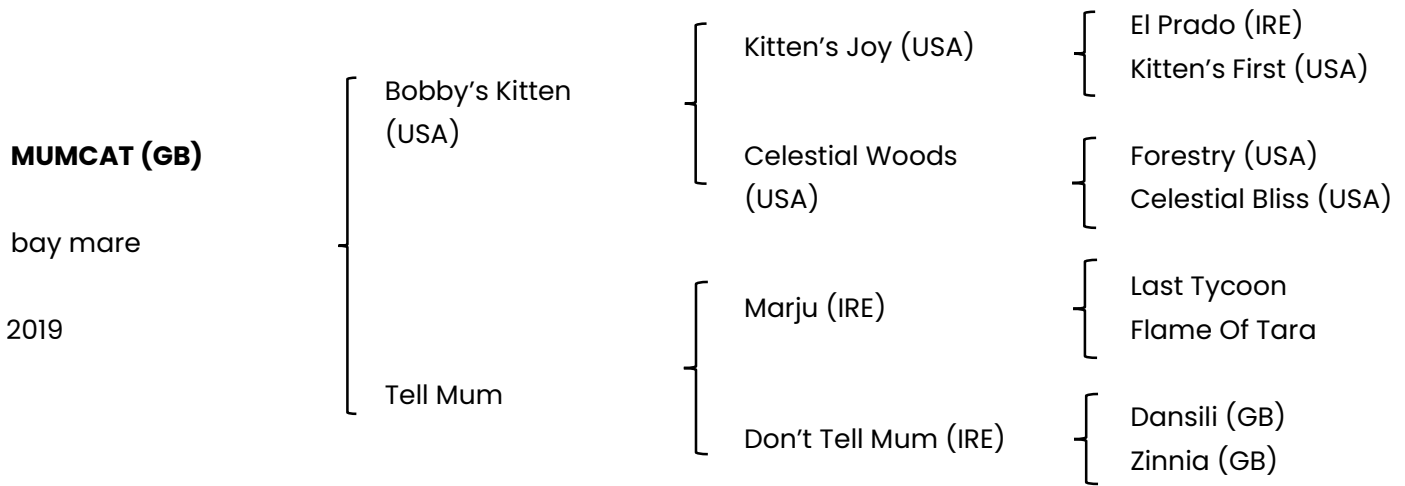 MUMCAT (GB)
bay mare
2019
Bobby’s Kitten
(USA)
Tell Mum
Kitten’s Joy (USA)
Celestial Woods
(USA)
Marju (IRE)
Don’t Tell Mum (IRE)
El Prado (IRE)
Kitten’s First (USA)
Forestry (USA)
Celestial Bliss (USA)
Last Tycoon
Flame Of Tara
Dansili (GB)
Zinnia (GB)